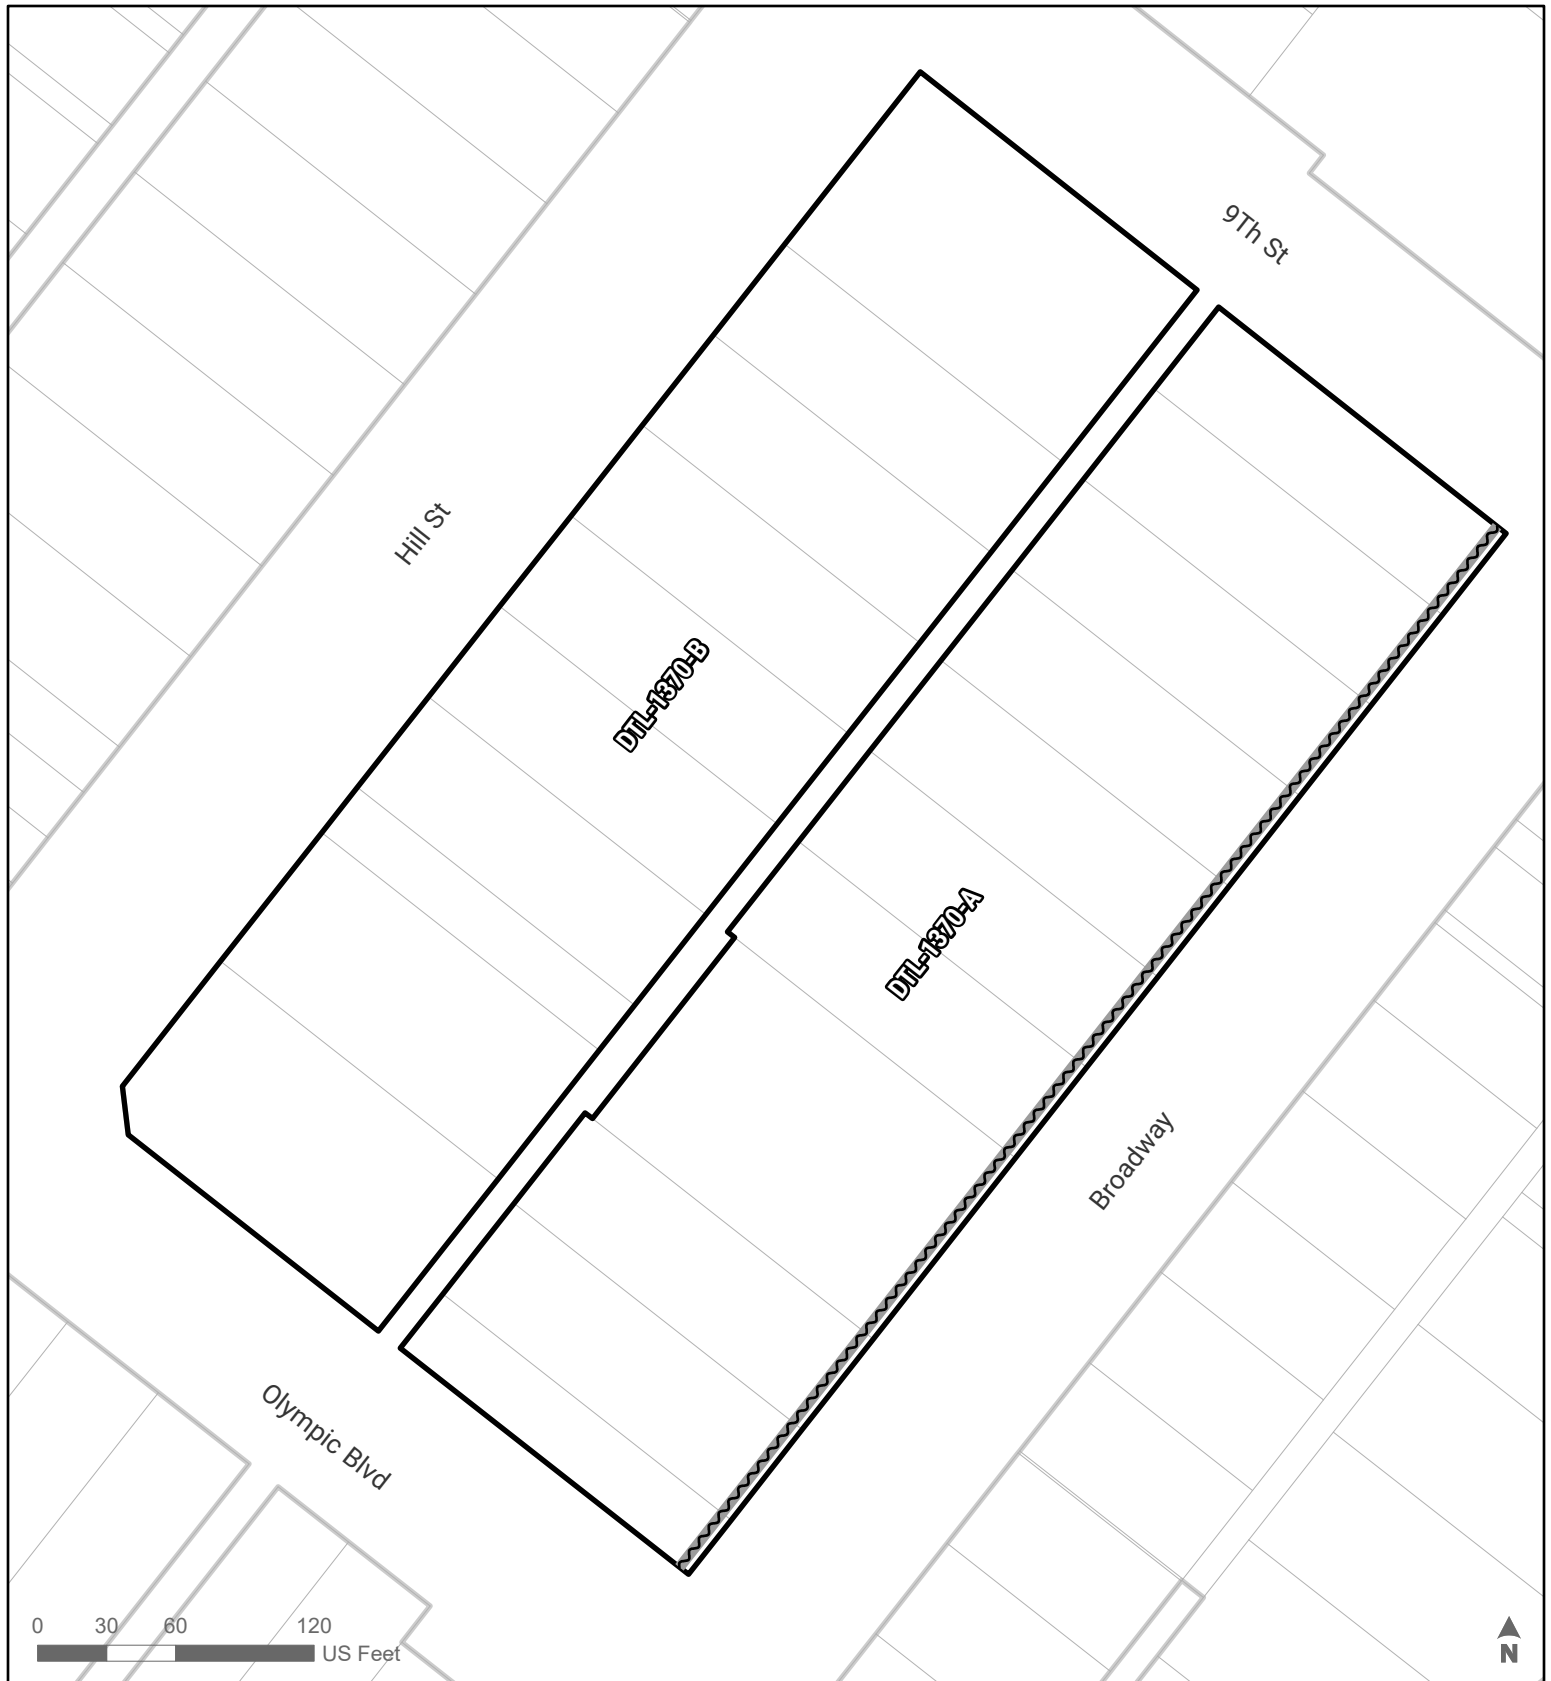 9Th St
Hill St
DTL-1370-B
DTL-1370-A
Broadway
Olympic Blvd
0 30 60 120
US Feet
N